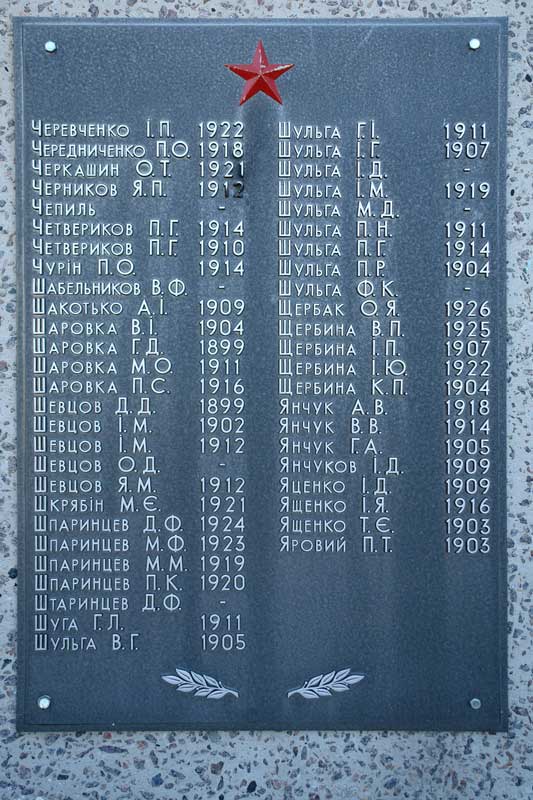 Черевченко І.П. 1922
Чередниченко П.О. 1918
Черкашин О.Т. 1921
Черников Я.П. 1912
Чепиль -
Четвериков П.Г. 1914
Четвериков П.Г. 1910
Чурін П.О. 1914
Шабельников В.Ф. -
Шакотько А.І. 1909
Шаровка В.І. 1904
Шаровка Г.Д. 1899
Шаровка М.О. 1911
Шаровка П.С. 1916
Шевцов Д.Д. 1899
Шевцов І.М. 1902
Шевцов І.М. 1912
Шевцов О.Д. -
Шевцов Я.М. 1912
Шкрябін М.Є. 1921
Шпаринцев Д.Ф. 1924
Шпаринцев М.Ф. 1923
Шпаринцев М.М. 1919
Шпаринцев П.К. 1920
Штаринцев Д.Ф. -
Шуга Г.Л. 1911
Шульга В.Г. 1905
Шульга Г.І. 1911
Шульга І.Г. 1907
Шульга І.Д. -
Шульга І.М. 1919
Шульга М.Д. -
Шульга П.Н. 1911
Шульга П.Г. 1914
Шульга П.Р. 1904
Шульга Ф.К. -
Щербак О.Я. 1926
Щербина В.П. 1925
Щербина І.П. 1907
Щербина І.Ю. 1922
Щербина К.П. 1904
Янчук А.В. 1918
Янчук В.В. 1914
Янчук Г.А. 1905
Янчуков І.Д. 1909
Яценко І.Д. 1909
Ященко І.Я. 1916
Ященко Т.Є. 1903
Яровий П.Т. 1903